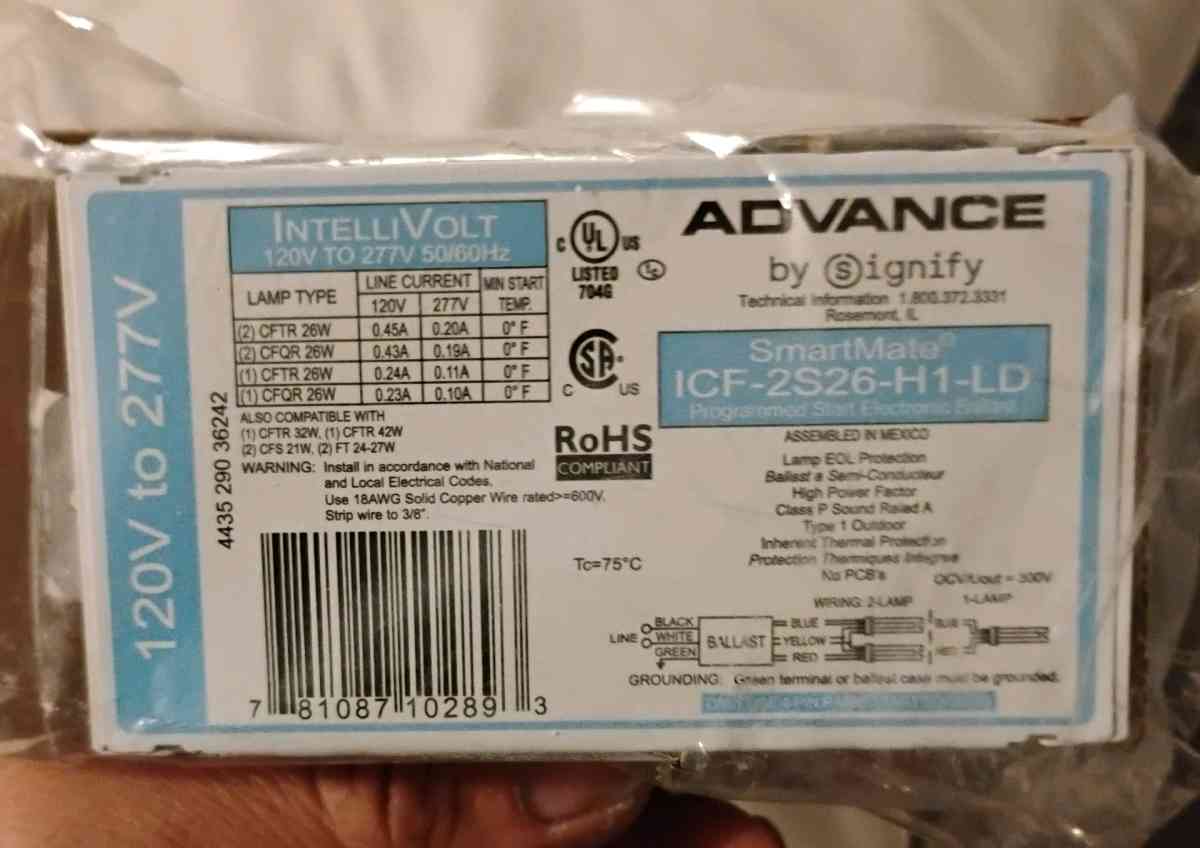 120V to 277V
4435 290 36242
INTELLIVOLT
120V TO 277V 50/60Hz
LAMP TYPE LINE CURRENT MIN START TEMP.
120V 277V
(2) CFTR 26W 0.45A 0.20A 0° F
(2) CFQR 26W 0.43A 0.19A 0° F
(1) CFTR 26W 0.24A 0.11A 0° F
(1) CFQR 26W 0.23A 0.10A 0° F
ALSO COMPATIBLE WITH
(1) CFTR 32W, (1) CFTR 42W
(2) CFS 21W, (2) FT 24-27W
WARNING: Install in accordance with National
and Local Electrical Codes.
Use 18AWG Solid Copper Wire rated>=600V.
Strip wire to 3/8".
7 81087 10289 3
C UL US
LISTED
704G
C SA US
RoHS
COMPLIANT
Tc=75°C
ADVANCE
by Signify
Technical Information 1.800.372.3331
Rosemont, IL
SmartMate®
ICF-2S26-H1-LD
Programmed Start Electronic Ballast
ASSEMBLED IN MEXICO
Lamp EOL Protection
Ballast a Semi-Conducteur
High Power Factor
Class P Sound Rated A
Type 1 Outdoor
Inherent Thermal Protection
Protection Thermiques Integree
No PCB's
OCV/Uout = 300V
WIRING: 2-LAMP 1-LAMP
LINE BLACK WHITE GREEN
BALLAST
BLUE YELLOW RED
BLUE RED
GROUNDING: Green terminal or ballast case must be grounded.